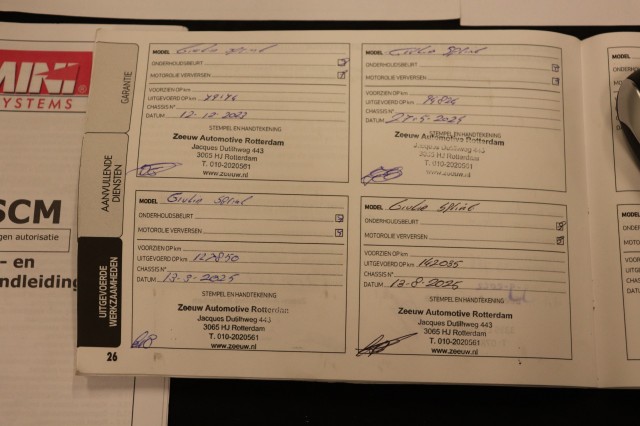 MINI
SYSTEMS
SCM
gen autorisatie
- en
ndleiding
GARANTIE
AANVULLENDE
DIENSTEN
UITGEVOERDE
WERKZAAMHEDEN
26
MODEL Giulia sprint
ONDERHOUDSBEURT
MOTOROLIE VERVERSEN
VOORZIEN OP km
UITGEVOERD OP km
CHASSIS N°
DATUM 12-12-2023
STEMPEL EN HANDTEKENING
Zeeuw Automotive Rotterdam
Jacques Dutilhweg 443
3065 HJ Rotterdam
T. 010-2020561
www.zeeuw.nl
MODEL Giulia Sprint
ONDERHOUDSBEURT
MOTOROLIE VERVERSEN
VOORZIEN OP km
UITGEVOERD OP km
CHASSIS N°
DATUM
STEMPEL EN HANDTEKENING
Zeeuw Automotive Rotterdam
Jacques Dutilhweg 443
3065 HJ Rotterdam
T. 010-2020561
www.zeeuw.nl
MODEL Giulia sprint
ONDERHOUDSBEURT
MOTOROLIE VERVERSEN
VOORZIEN OP km
UITGEVOERD OP km 127850
CHASSIS N°
DATUM 13-3-2025
STEMPEL EN HANDTEKENING
Zeeuw Automotive Rotterdam
Jacques Dutilhweg 443
3065 HJ Rotterdam
T. 010-2020561
www.zeeuw.nl
MODEL Giulia sprint
ONDERHOUDSBEURT
MOTOROLIE VERVERSEN
VOORZIEN OP km
UITGEVOERD OP km 142085
CHASSIS N°
DATUM 13-8-2025
STEMPEL EN HANDTEKENING
Zeeuw Automotive Rotterdam
Jacques Dutilhweg 443
3065 HJ Rotterdam
T. 010-2020561
www.zeeuw.nl